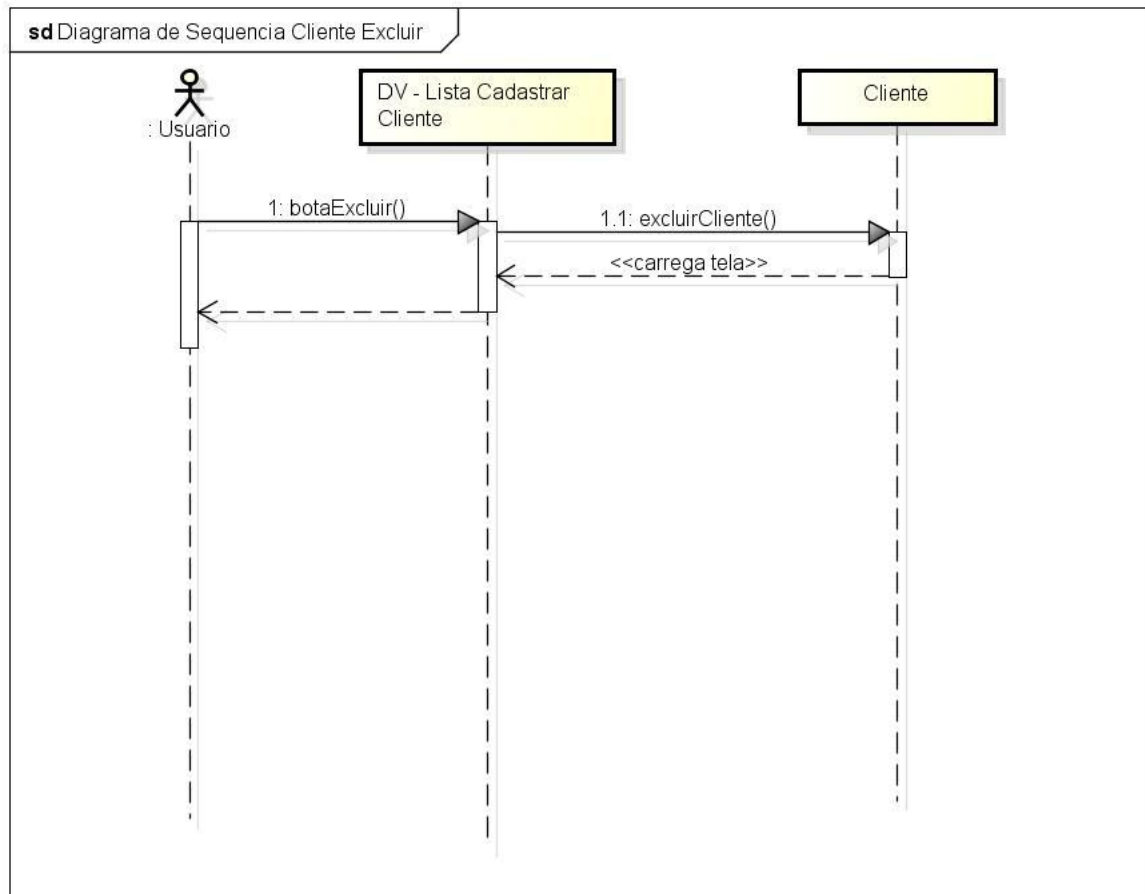 sd Diagrama de Sequencia Cliente Excluir
DV - Lista Cadastrar
Cliente
Cliente
: Usuario
1: botaExcluir()
1.1: excluirCliente()
<<carrega tela>>